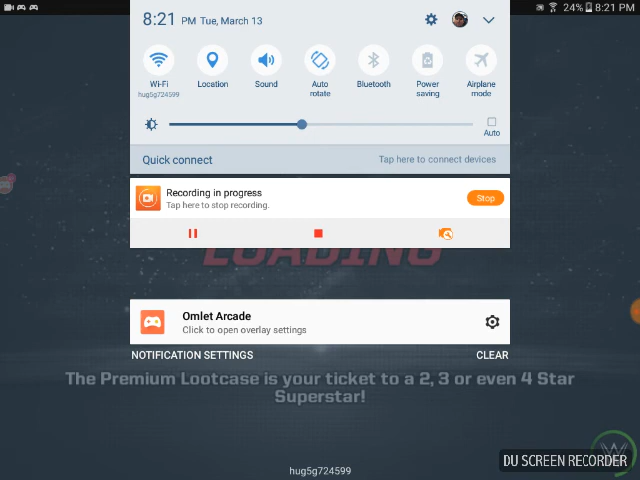 24% 8:21 PM
8:21 PM Tue, March 13
Wi-Fi
hug5g724599
Location
Sound
Auto
rotate
Bluetooth
Power
saving
Airplane
mode
Auto
Quick connect
Tap here to connect devices
Recording in progress
Tap here to stop recording.
Stop
LOADING
Omlet Arcade
Click to open overlay settings
NOTIFICATION SETTINGS
CLEAR
The Premium Lootcase is your ticket to a 2, 3 or even 4 Star
Superstar!
DU SCREEN RECORDER
hug5g724599